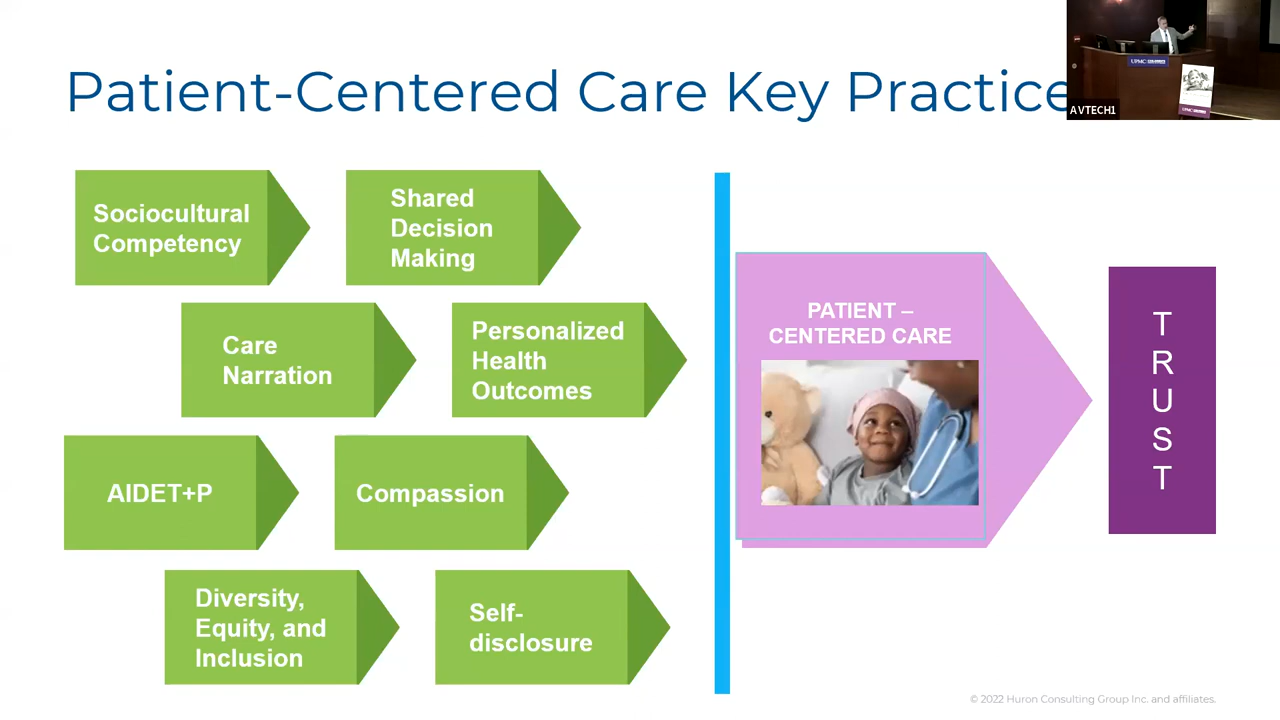 Patient-Centered Care Key Practice
AVTECH1
UPMC
Sociocultural
Competency
Shared
Decision
Making
Care
Narration
Personalized
Health
Outcomes
AIDET+P
Compassion
Diversity,
Equity, and
Inclusion
Self-
disclosure
PATIENT –
CENTERED CARE
T
R
U
S
T
© 2022 Huron Consulting Group Inc. and affiliates.